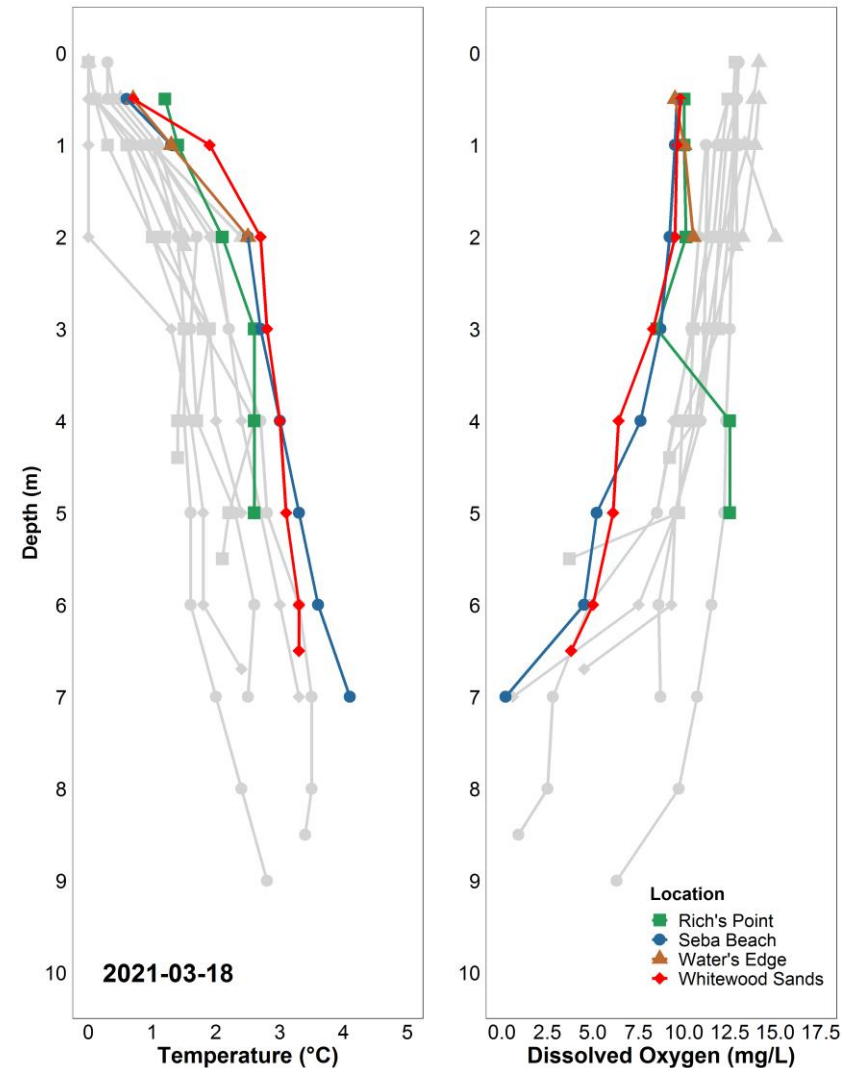 Depth (m)
0
1
2
3
4
5
6
7
8
9
10
2021-03-18
0 1 2 3 4 5
Temperature (°C)
0
1
2
3
4
5
6
7
8
9
10
Location
Rich's Point
Seba Beach
Water's Edge
Whitewood Sands
0.0 2.5 5.0 7.5 10.0 12.5 15.0 17.5
Dissolved Oxygen (mg/L)